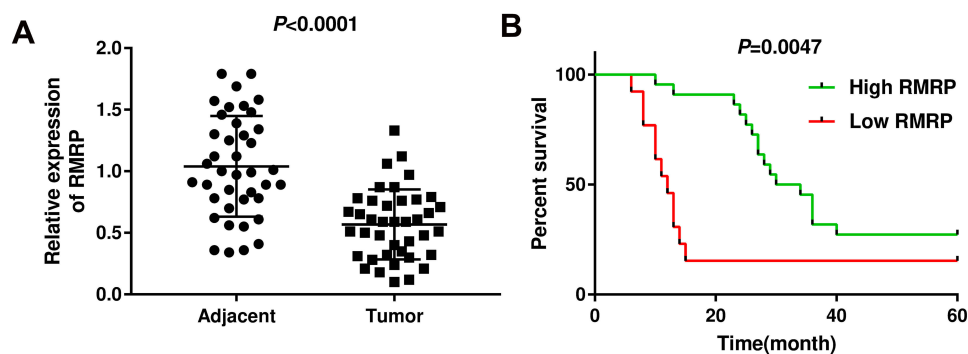 A
P<0.0001
Relative expression
of RMRP
2.0
1.5
1.0
0.5
0.0
Adjacent
Tumor
B
P=0.0047
Percent survival
100
50
0
High RMRP
Low RMRP
0
20
40
60
Time(month)